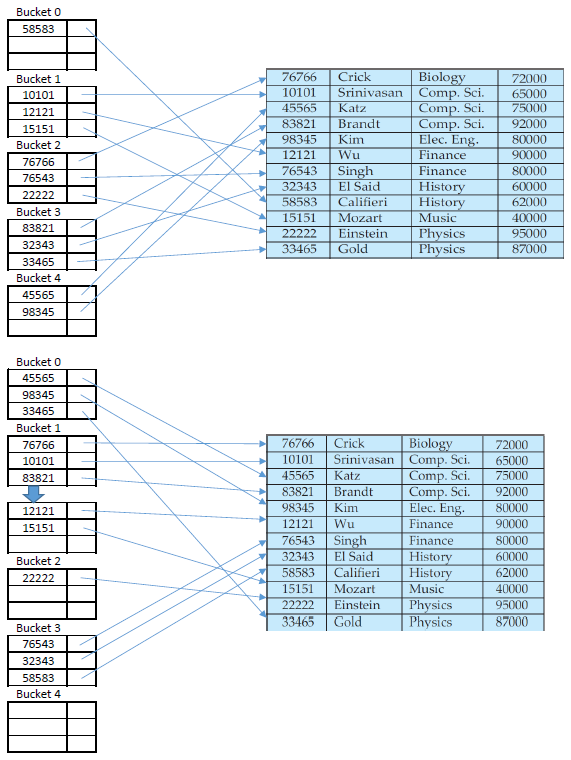 Bucket 0
58583
Bucket 1
10101
12121
15151
Bucket 2
76766
76543
22222
Bucket 3
83821
32343
33465
Bucket 4
45565
98345
76766 Crick Biology 72000
10101 Srinivasan Comp. Sci. 65000
45565 Katz Comp. Sci. 75000
83821 Brandt Comp. Sci. 92000
98345 Kim Elec. Eng. 80000
12121 Wu Finance 90000
76543 Singh Finance 80000
32343 El Said History 60000
58583 Califieri History 62000
15151 Mozart Music 40000
22222 Einstein Physics 95000
33465 Gold Physics 87000
Bucket 0
45565
98345
33465
Bucket 1
76766
10101
83821
12121
15151
Bucket 2
22222
Bucket 3
76543
32343
58583
Bucket 4
76766 Crick Biology 72000
10101 Srinivasan Comp. Sci. 65000
45565 Katz Comp. Sci. 75000
83821 Brandt Comp. Sci. 92000
98345 Kim Elec. Eng. 80000
12121 Wu Finance 90000
76543 Singh Finance 80000
32343 El Said History 60000
58583 Califieri History 62000
15151 Mozart Music 40000
22222 Einstein Physics 95000
33465 Gold Physics 87000